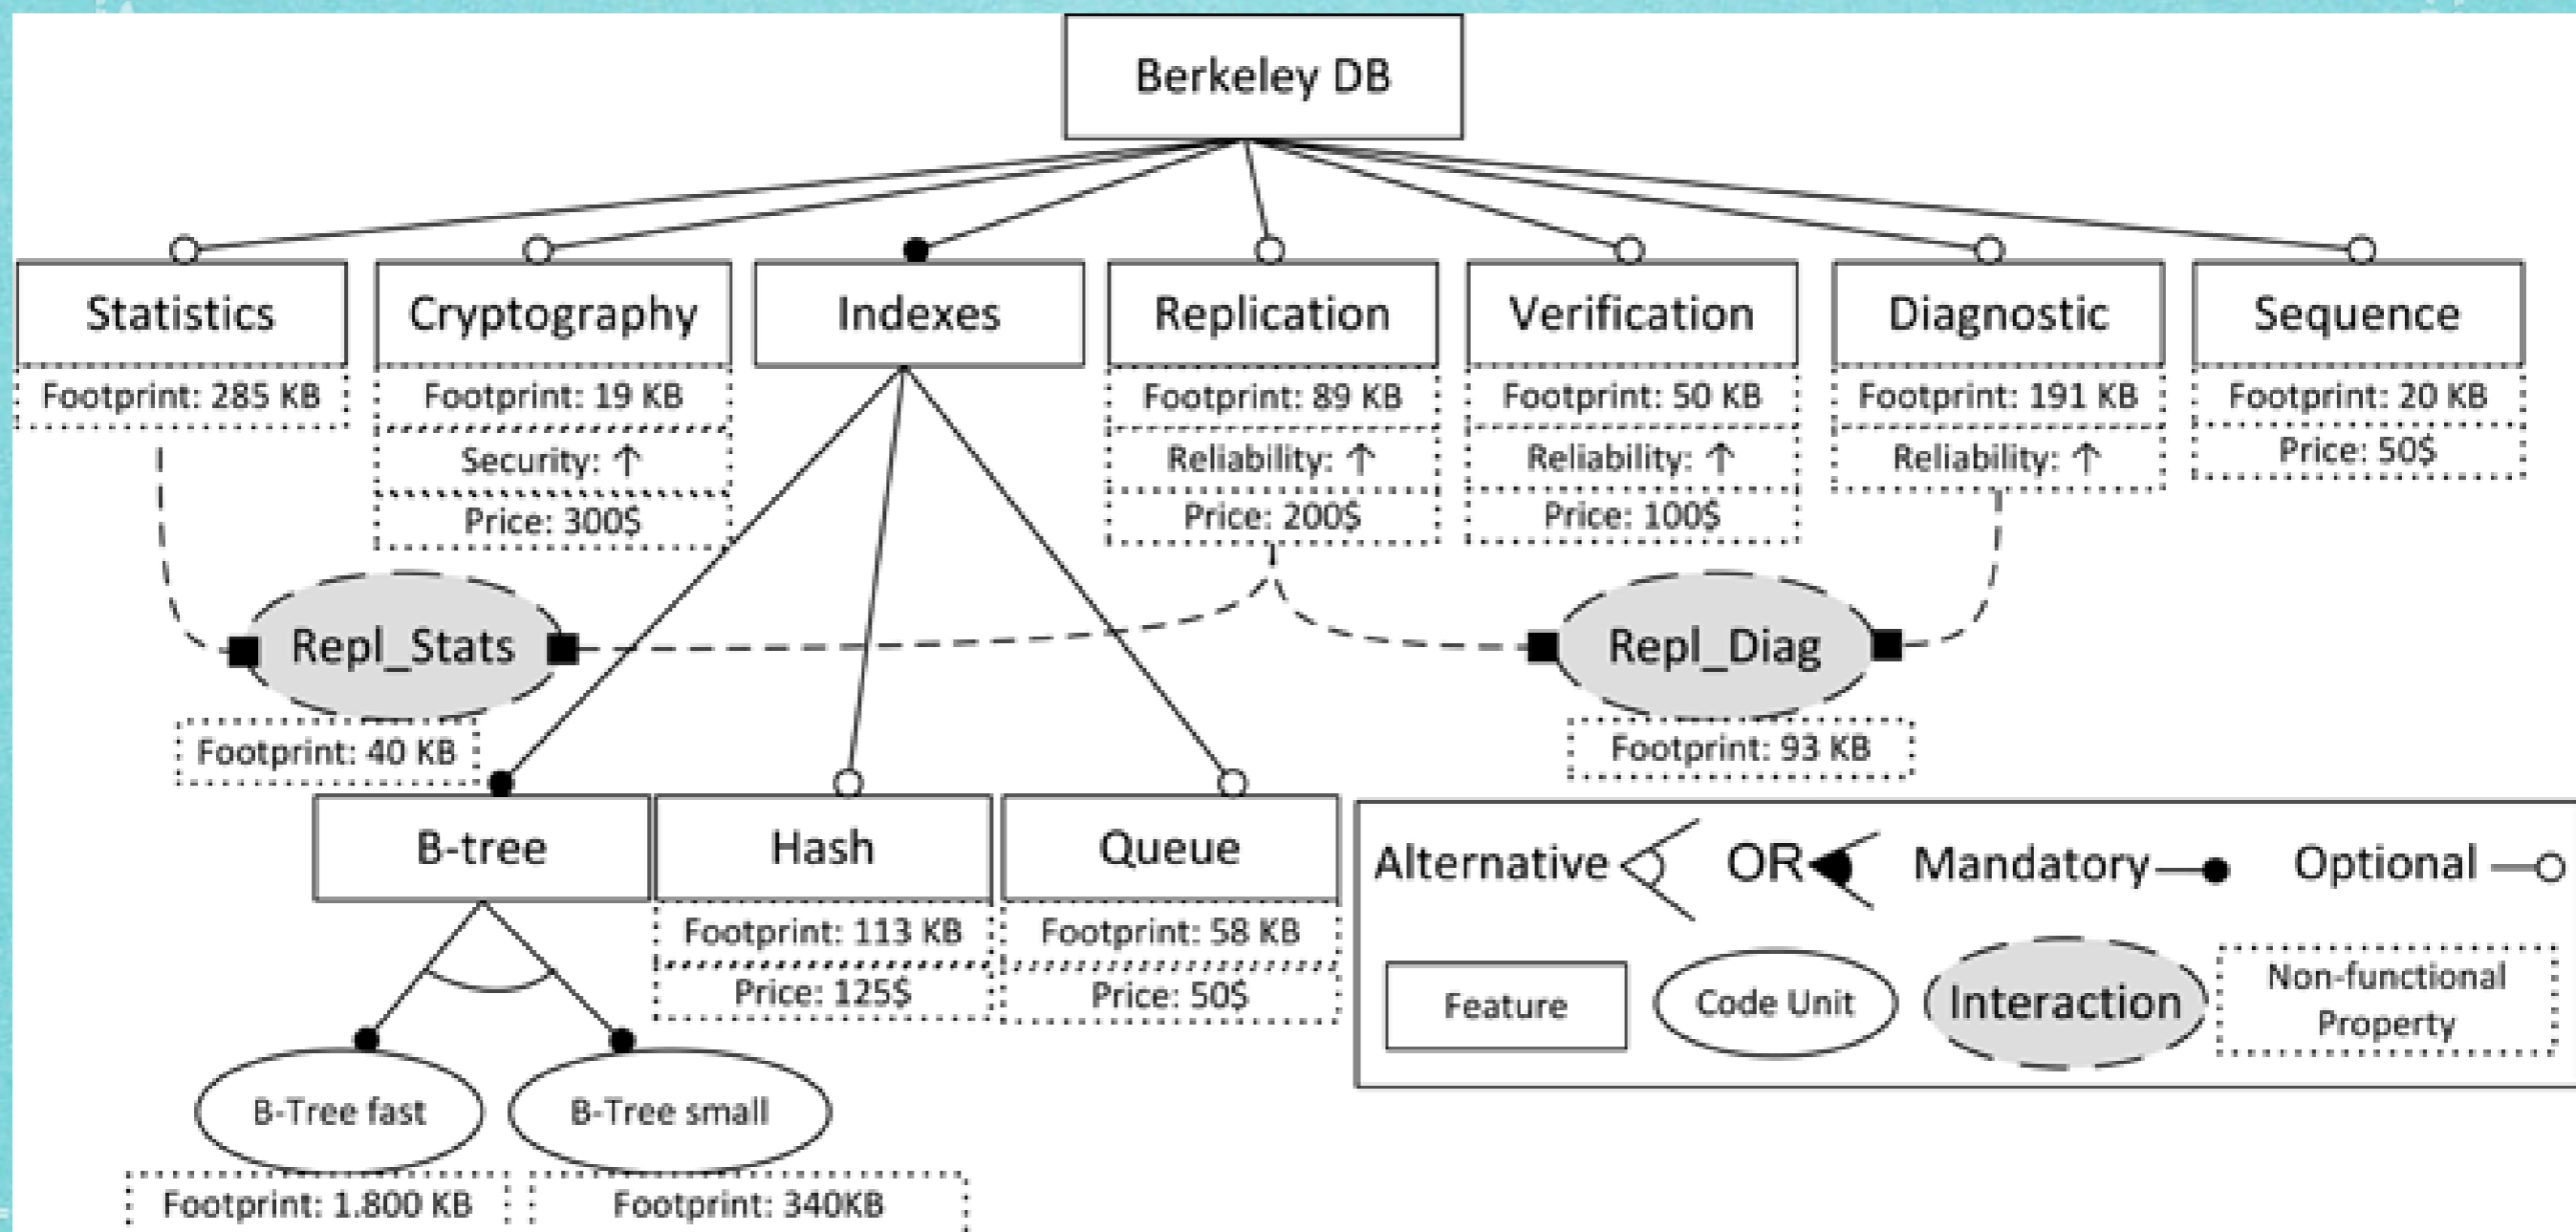 Berkeley DB
Statistics
Footprint: 285 KB
Cryptography
Footprint: 19 KB
Security: ↑
Price: 300$
Indexes
Replication
Footprint: 89 KB
Reliability: ↑
Price: 200$
Verification
Footprint: 50 KB
Reliability: ↑
Price: 100$
Diagnostic
Footprint: 191 KB
Reliability: ↑
Sequence
Footprint: 20 KB
Price: 50$
Repl_Stats
Footprint: 40 KB
Repl_Diag
Footprint: 93 KB
B-tree
Hash
Footprint: 113 KB
Price: 125$
Queue
Footprint: 58 KB
Price: 50$
B-Tree fast
Footprint: 1.800 KB
B-Tree small
Footprint: 340KB
Alternative
OR
Mandatory
Optional
Feature
Code Unit
Interaction
Non-functional
Property